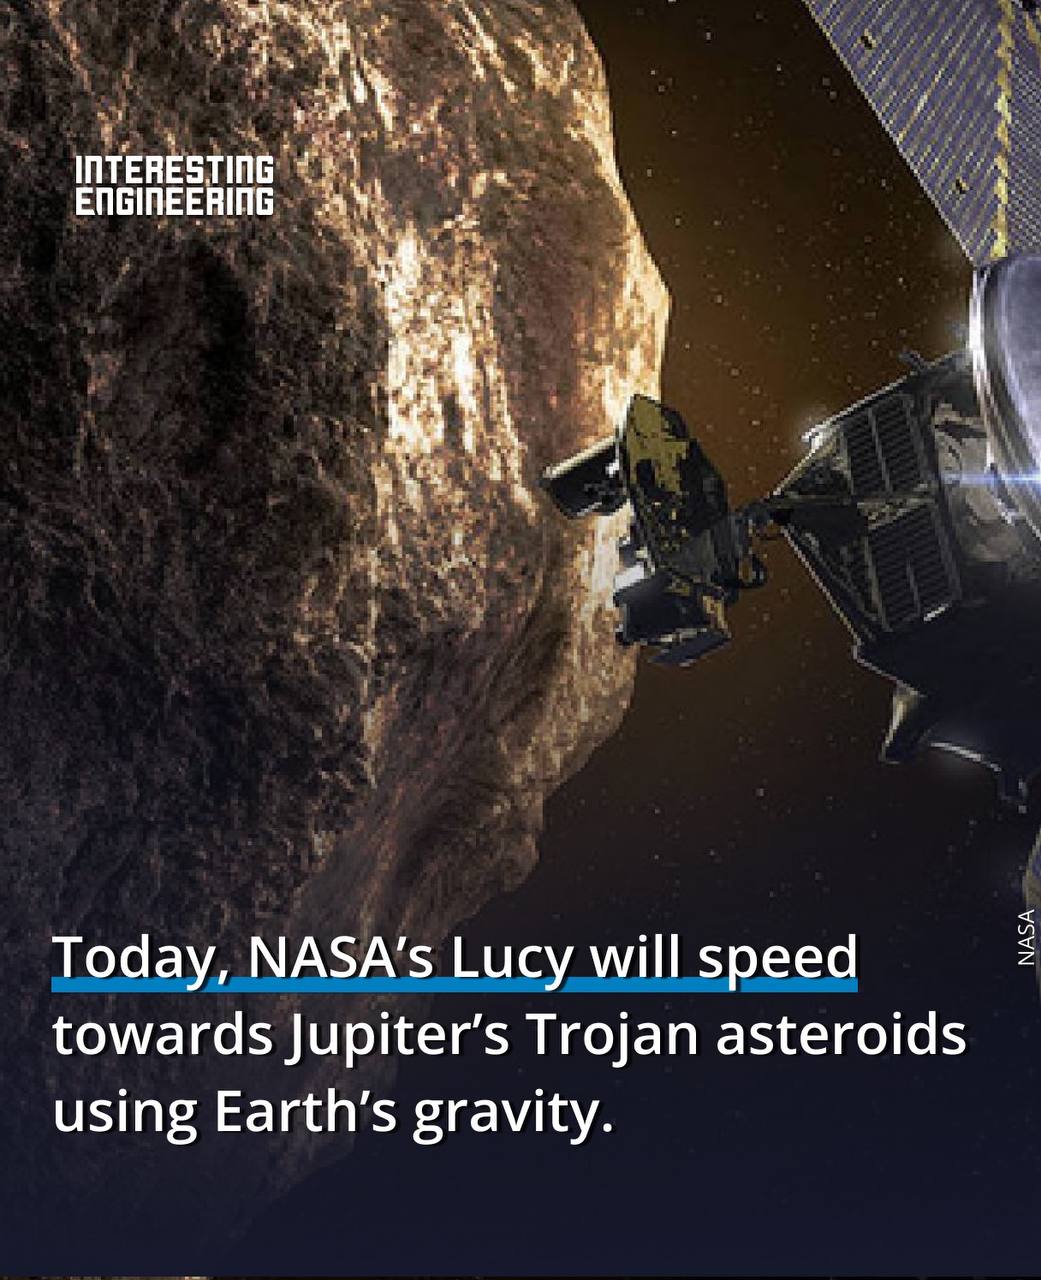 INTERESTING
ENGINEERING
NASA
Today, NASA’s Lucy will speed
towards Jupiter’s Trojan asteroids
using Earth’s gravity.